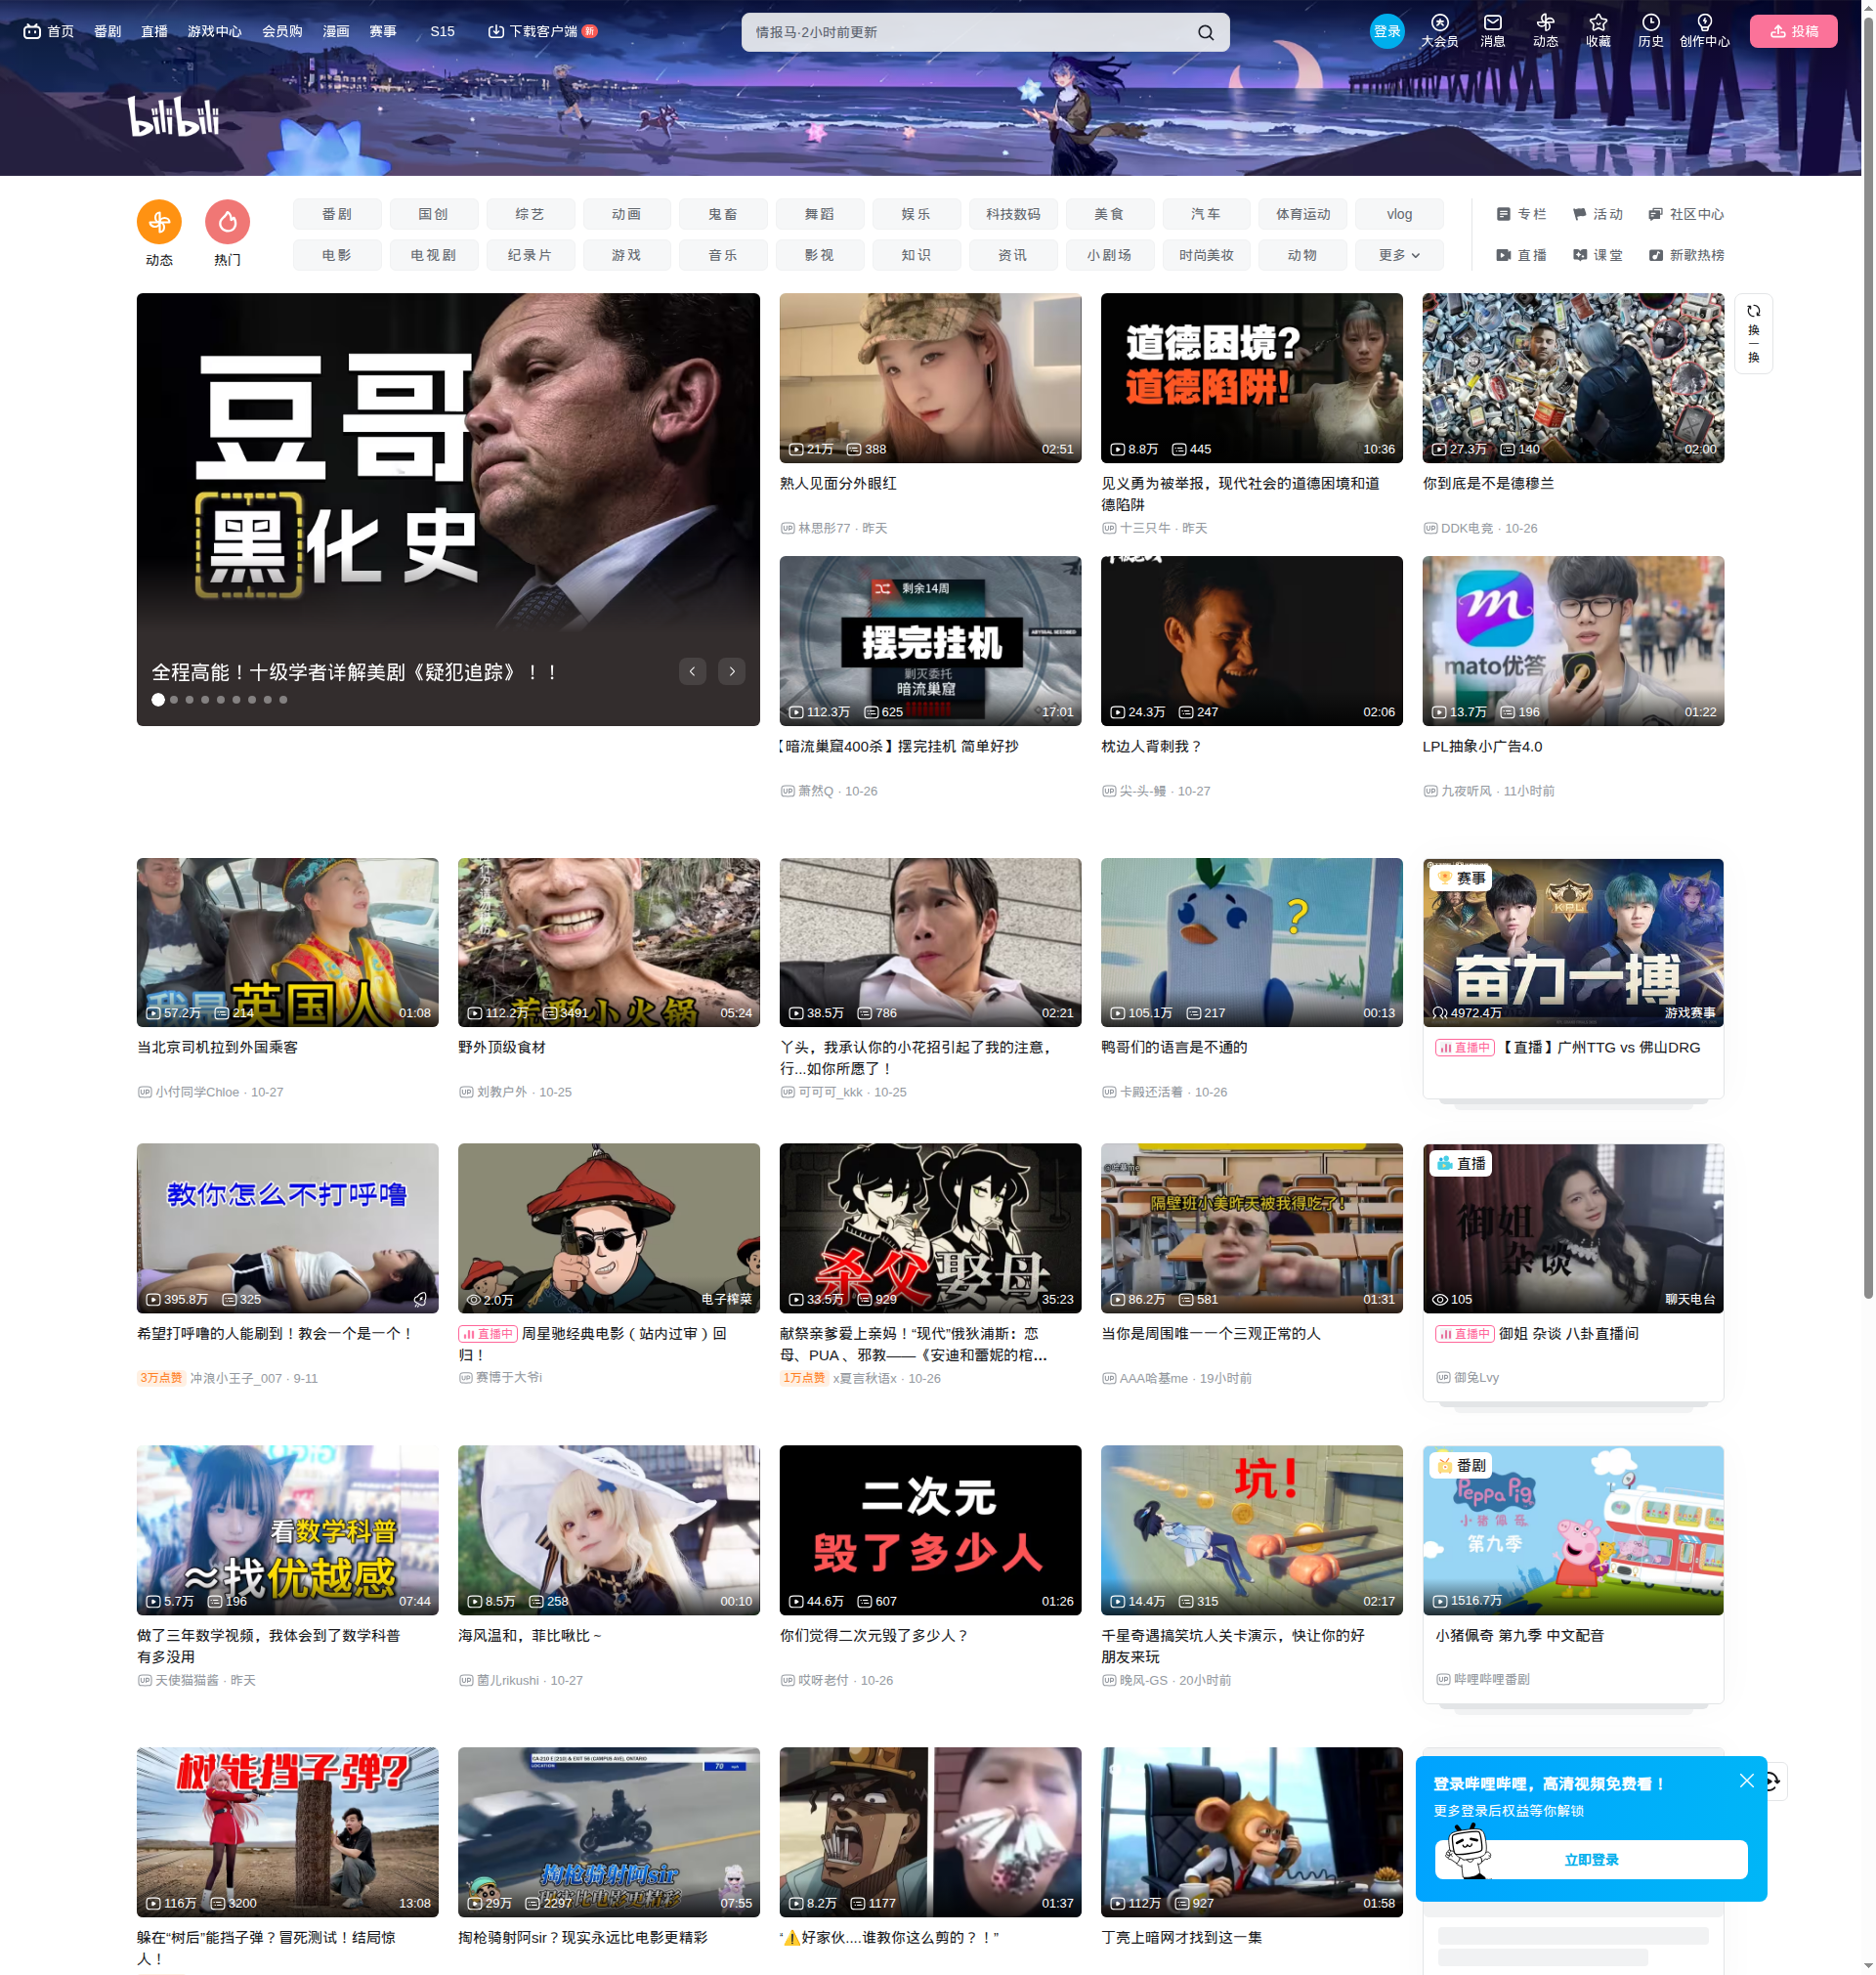 首页
番剧
直播
游戏中心
会员购
漫画
赛事
S15
下载客户端
新
情报马·2小时前更新
登录
大会员
消息
动态
收藏
历史
创作中心
投稿
bilibili
动态
热门
番剧
国创
综艺
动画
鬼畜
舞蹈
娱乐
科技数码
美食
汽车
体育运动
vlog
电影
电视剧
纪录片
游戏
音乐
影视
知识
资讯
小剧场
时尚美妆
动物
更多
专栏
活动
社区中心
直播
课堂
新歌热榜
豆哥
黑化史
全程高能！十级学者详解美剧《疑犯追踪》！！
换一换
21万 388 02:51
熟人见面分外眼红
林思彤77 · 昨天
道德困境?
道德陷阱!
8.8万 445 10:36
见义勇为被举报，现代社会的道德困境和道
德陷阱
十三只牛 · 昨天
27.3万 140 02:00
你到底是不是德穆兰
DDK电竞 · 10-26
剩余14周
摆完挂机
剿灭委托
暗流巢窟
112.3万 625 17:01
【暗流巢窟400杀】摆完挂机 简单好抄
萧然Q · 10-26
24.3万 247 02:06
枕边人背刺我？
尖-头-鳗 · 10-27
mato优答
13.7万 196 01:22
LPL抽象小广告4.0
九夜听风 · 11小时前
我是英国人
57.2万 214 01:08
当北京司机拉到外国乘客
小付同学Chloe · 10-27
荒野小火锅
112.2万 3491 05:24
野外顶级食材
刘教户外 · 10-25
38.5万 786 02:21
丫头，我承认你的小花招引起了我的注意，
行...如你所愿了！
可可可_kkk · 10-25
?
105.1万 217 00:13
鸭哥们的语言是不通的
卡殿还活着 · 10-26
赛事
KPL
奋力一搏
4972.4万 游戏赛事
直播中 【直播】广州TTG vs 佛山DRG
教你怎么不打呼噜
395.8万 325
希望打呼噜的人能刷到！教会一个是一个！
3万点赞 冲浪小王子_007 · 9-11
2.0万 电子榨菜
直播中 周星驰经典电影（站内过审）回
归！
赛博于大爷i
杀父娶母
33.5万 929 35:23
献祭亲爹爱上亲妈！“现代”俄狄浦斯：恋
母、PUA 、邪教——《安迪和蕾妮的棺...
1万点赞 x夏言秋语x · 10-26
隔壁班小美昨天被我得吃了!
86.2万 581 01:31
当你是周围唯一一个三观正常的人
AAA哈基me · 19小时前
直播
御姐
杂谈
105 聊天电台
直播中 御姐 杂谈 八卦直播间
御兔Lvy
看数学科普
≈找优越感
5.7万 196 07:44
做了三年数学视频，我体会到了数学科普
有多没用
天使猫猫酱 · 昨天
8.5万 258 00:10
海风温和，菲比啾比 ~
菌儿rikushi · 10-27
二次元
毁了多少人
44.6万 607 01:26
你们觉得二次元毁了多少人？
哎呀老付 · 10-26
坑!
14.4万 315 02:17
千星奇遇搞笑坑人关卡演示，快让你的好
朋友来玩
晚风-GS · 20小时前
番剧
Peppa Pig
小猪佩奇
第九季
1516.7万
小猪佩奇 第九季 中文配音
哔哩哔哩番剧
树能挡子弹?
116万 3200 13:08
躲在“树后”能挡子弹？冒死测试！结局惊
人！
70
掏枪骑射阿sir
现实比电影更精彩
29万 2297 07:55
掏枪骑射阿sir？现实永远比电影更精彩
8.2万 1177 01:37
“⚠️好家伙....谁教你这么剪的？！”
112万 927 01:58
丁亮上暗网才找到这一集
登录哔哩哔哩，高清视频免费看！
更多登录后权益等你解锁
立即登录